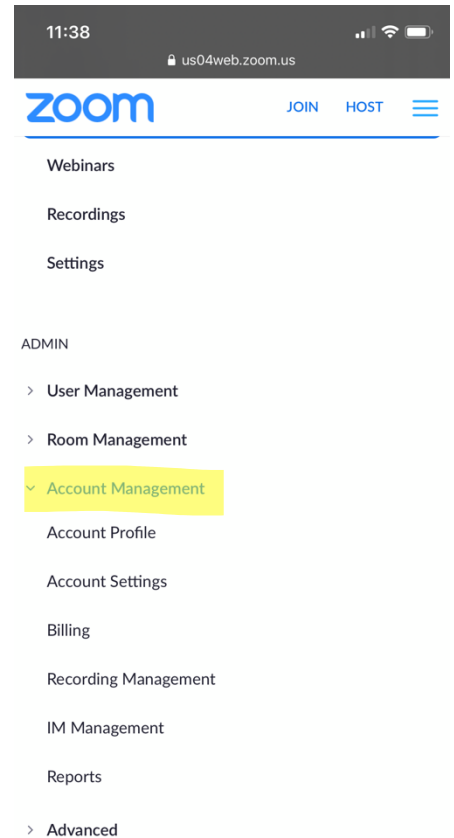 11:38
us04web.zoom.us
zoom
JOIN HOST
Webinars
Recordings
Settings
ADMIN
User Management
Room Management
Account Management
Account Profile
Account Settings
Billing
Recording Management
IM Management
Reports
Advanced